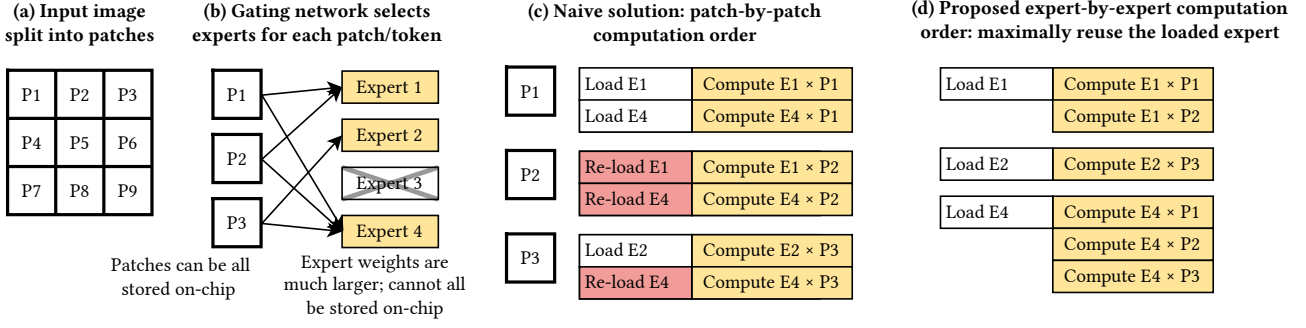 (a) Input image
split into patches
P1 P2 P3
P4 P5 P6
P7 P8 P9
(b) Gating network selects
experts for each patch/token
P1
P2
P3
Expert 1
Expert 2
Expert 3
Expert 4
Patches can be all
stored on-chip
Expert weights are
much larger; cannot all
be stored on-chip
(c) Naive solution: patch-by-patch
computation order
P1
Load E1 Compute E1 × P1
Load E4 Compute E4 × P1
P2
Re-load E1 Compute E1 × P2
Re-load E4 Compute E4 × P2
P3
Load E2 Compute E2 × P3
Re-load E4 Compute E4 × P3
(d) Proposed expert-by-expert computation
order: maximally reuse the loaded expert
Load E1 Compute E1 × P1
Compute E1 × P2
Load E2 Compute E2 × P3
Load E4 Compute E4 × P1
Compute E4 × P2
Compute E4 × P3